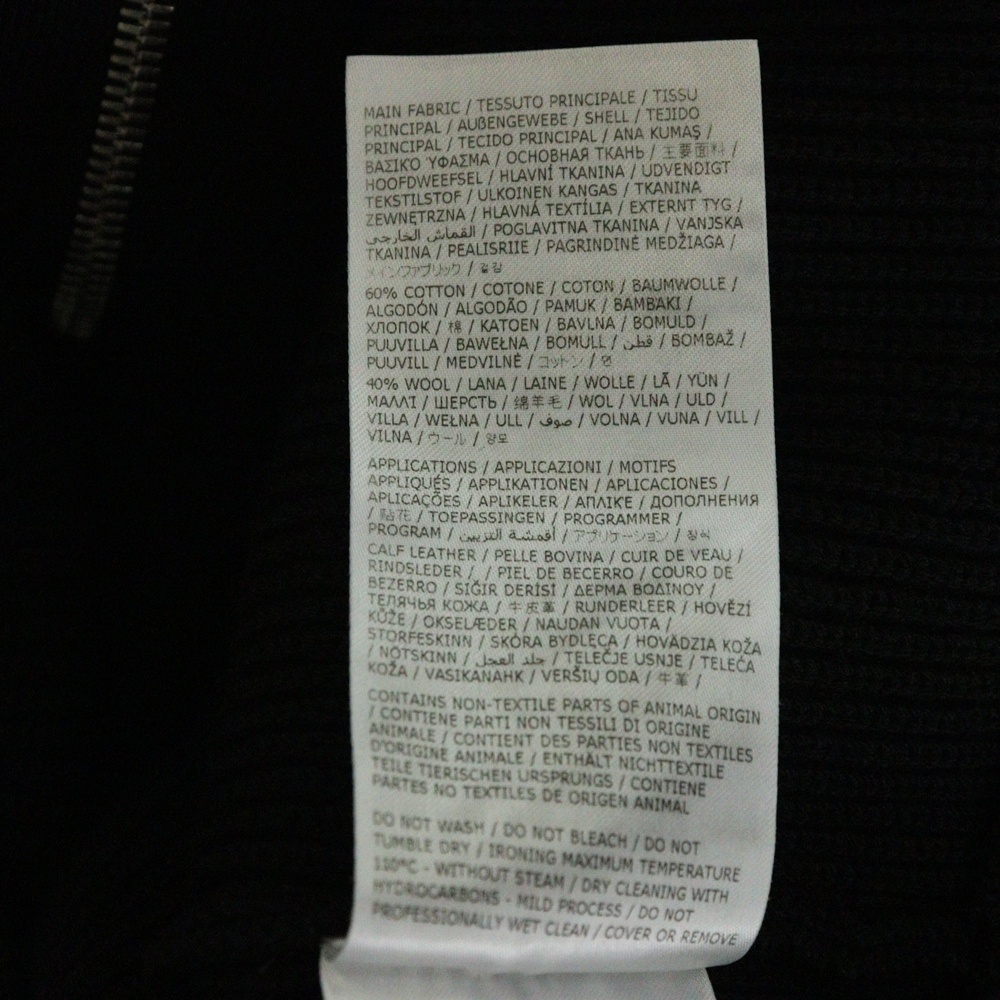 MAIN FABRIC / TESSUTO PRINCIPALE / TISSU
PRINCIPAL / AUßENGEWEBE / SHELL / TEJIDO
PRINCIPAL / TECIDO PRINCIPAL / ANA KUMAŞ /
ΒΑΣΙΚΌ ΎΦΑΣΜΑ / ОСНОВНАЯ ТКАНЬ / 主要面料 /
HOOFDWEEFSEL / HLAVNÍ TKANINA / UDVENDIGT
TEKSTILSTOF / ULKOINEN KANGAS / TKANINA
ZEWNĘTRZNA / HLAVNÁ TEXTÍLIA / EXTERNT TYG /
القماش الخارجي / POGLAVITNA TKANINA / VANJSKA
TKANINA / PEALISRIIE / PAGRINDINĖ MEDŽIAGA /
メインファブリック / 겉감
60% COTTON / COTONE / COTON / BAUMWOLLE /
ALGODÓN / ALGODÃO / PAMUK / ΒΑΜΒΆΚΙ /
ХЛОПОК / 棉 / KATOEN / BAVLNA / BOMULD /
PUUVILLA / BAWEŁNA / BOMULL / قطن / BOMBAŽ /
PUUVILL / MEDVILNĖ / コットン / 면
40% WOOL / LANA / LAINE / WOLLE / LÃ / YÜN /
ΜΑΛΛΊ / ШЕРСТЬ / 绵羊毛 / WOL / VLNA / ULD /
VILLA / WEŁNA / ULL / صوف / VOLNA / VUNA / VILL /
VILNA / ウール / 양모
APPLICATIONS / APPLICAZIONI / MOTIFS
APPLIQUÉS / APPLIKATIONEN / APLICACIONES /
APLICAÇÕES / APLIKELER / ΑΠΛΊΚΕ / ДОПОЛНЕНИЯ
/ 贴花 / TOEPASSINGEN / PROGRAMMER /
PROGRAM / أقمشة التزيين / アプリケーション / 장식
CALF LEATHER / PELLE BOVINA / CUIR DE VEAU /
RINDSLEDER / / PIEL DE BECERRO / COURO DE
BEZERRO / SIĞIR DERİSİ / ΔΕΡΜΑ ΒΟΔΙΝΟΥ /
ТЕЛЯЧЬЯ КОЖА / 牛皮革 / RUNDERLEER / HOVĚZÍ
KŮŽE / OKSELÆDER / NAUDAN VUOTA /
STORFESKINN / SKÓRA BYDLĘCA / HOVÄDZIA KOŽA
/ NÖTSKINN / جلد العجل / TELEČJE USNJE / TELEĆA
KOŽA / VASIKANAHK / VERŠIŲ ODA / 牛革 /
CONTAINS NON-TEXTILE PARTS OF ANIMAL ORIGIN
/ CONTIENE PARTI NON TESSILI DI ORIGINE
ANIMALE / CONTIENT DES PARTIES NON TEXTILES
D'ORIGINE ANIMALE / ENTHÄLT NICHTTEXTILE
TEILE TIERISCHEN URSPRUNGS / CONTIENE
PARTES NO TEXTILES DE ORIGEN ANIMAL
DO NOT WASH / DO NOT BLEACH / DO NOT
TUMBLE DRY / IRONING MAXIMUM TEMPERATURE
110°C - WITHOUT STEAM / DRY CLEANING WITH
HYDROCARBONS - MILD PROCESS / DO NOT
PROFESSIONALLY WET CLEAN / COVER OR REMOVE